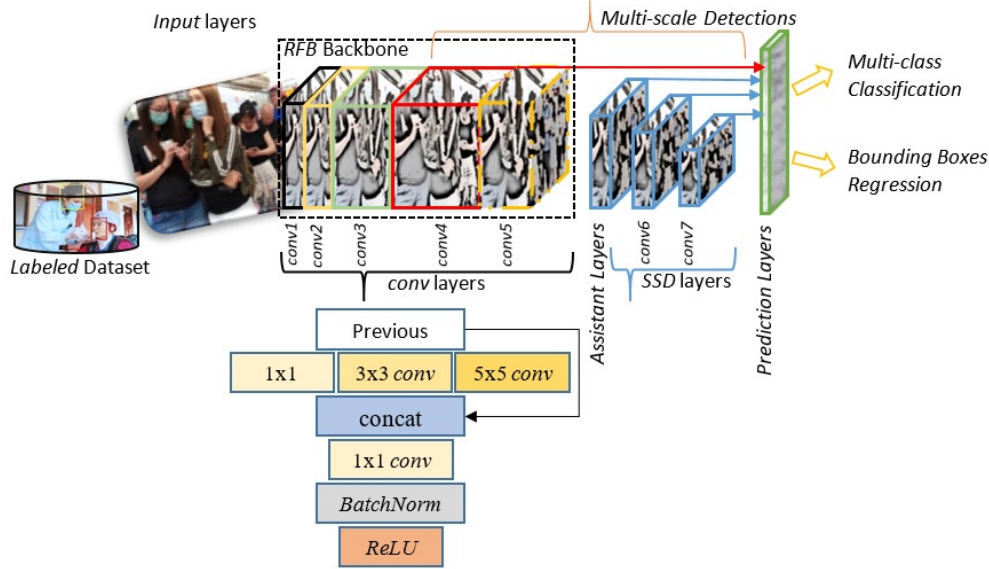 Input layers
Multi-scale Detections
RFB Backbone
Multi-class
Classification
Bounding Boxes
Regression
Labeled Dataset
conv1
conv2
conv3
conv4
conv5
conv6
conv7
conv layers
Assistant Layers
SSD layers
Prediction Layers
Previous
1x1
3x3 conv
5x5 conv
concat
1x1 conv
BatchNorm
ReLU